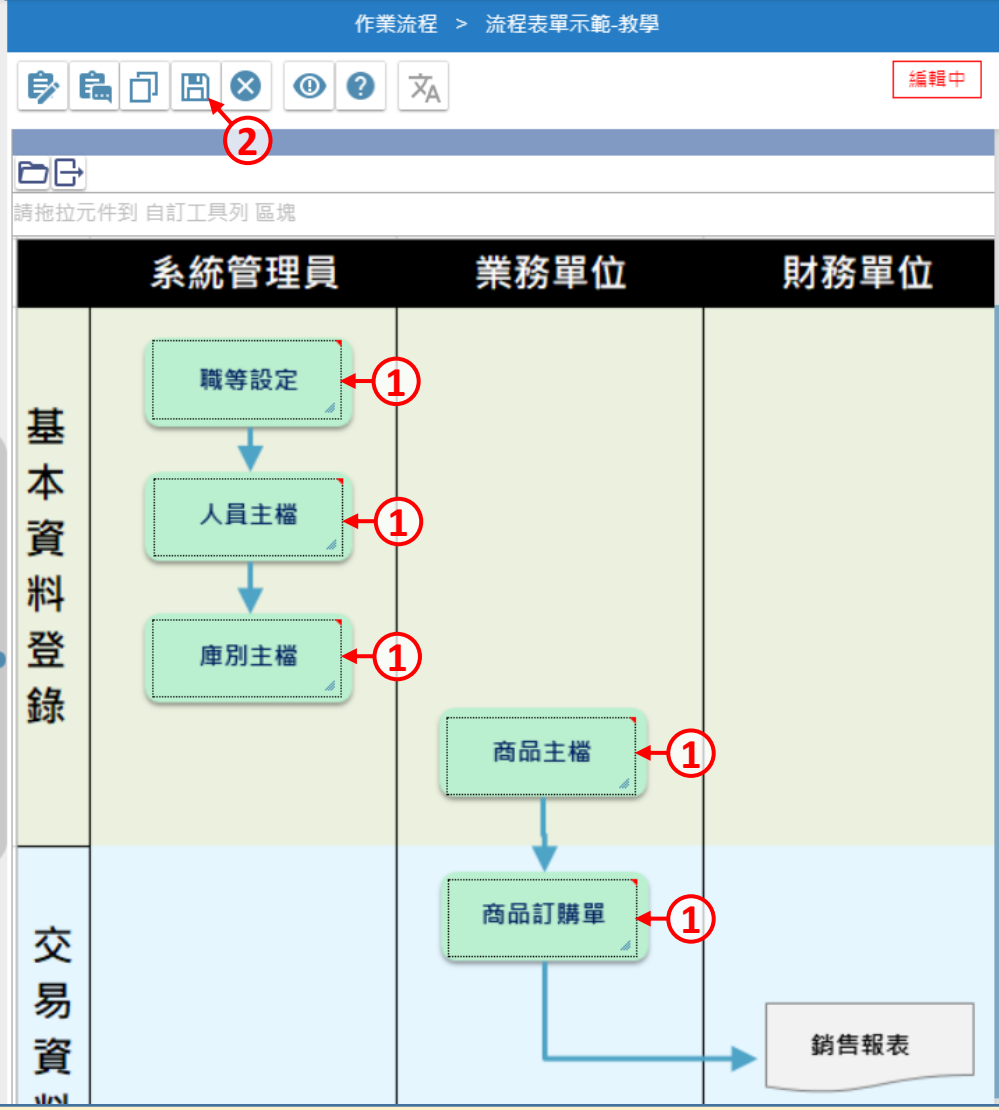 作業流程 > 流程表單示範-教學
編輯中
2
請拖拉元件到 自訂工具列 區塊
系統管理員 業務單位 財務單位
基本資料登錄
職等設定
1
人員主檔
1
庫別主檔
1
商品主檔
1
交易資
商品訂購單
1
銷售報表